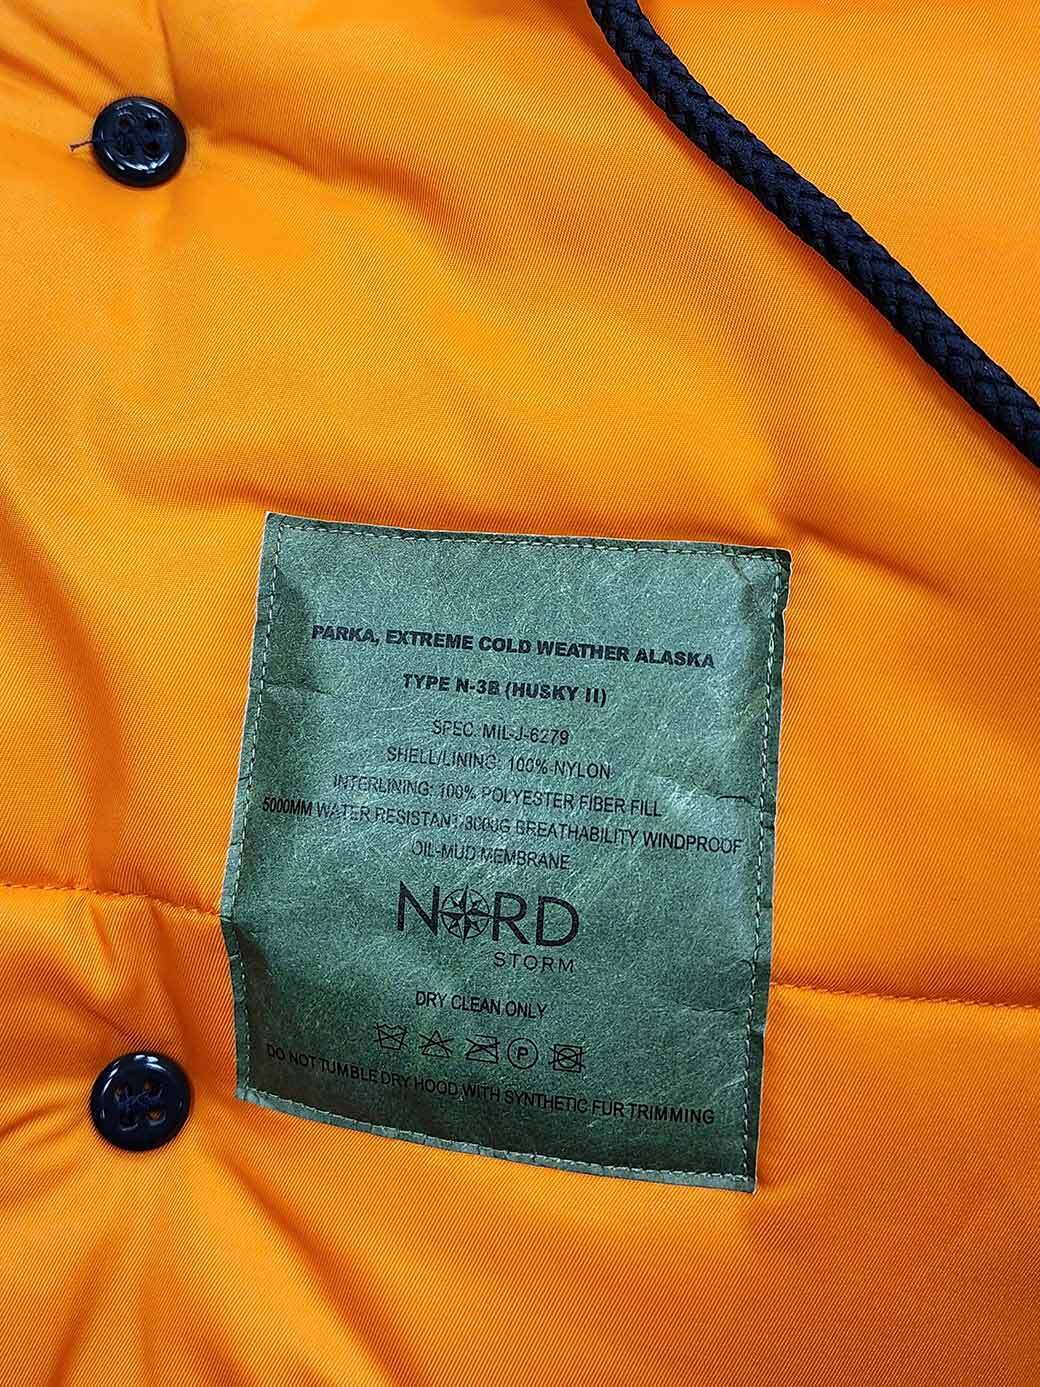 PARKA, EXTREME COLD WEATHER ALASKA
TYPE N-3B (HUSKY II)
SPEC. MIL-J-6279
SHELL/LINING: 100% NYLON
INTERLINING: 100% POLYESTER FIBER FILL
5000MM WATER RESISTANT/3000G BREATHABILITY WINDPROOF
OIL-MUD MEMBRANE
NORD
STORM
DRY CLEAN ONLY
P
DO NOT TUMBLE DRY HOOD WITH SYNTHETIC FUR TRIMMING